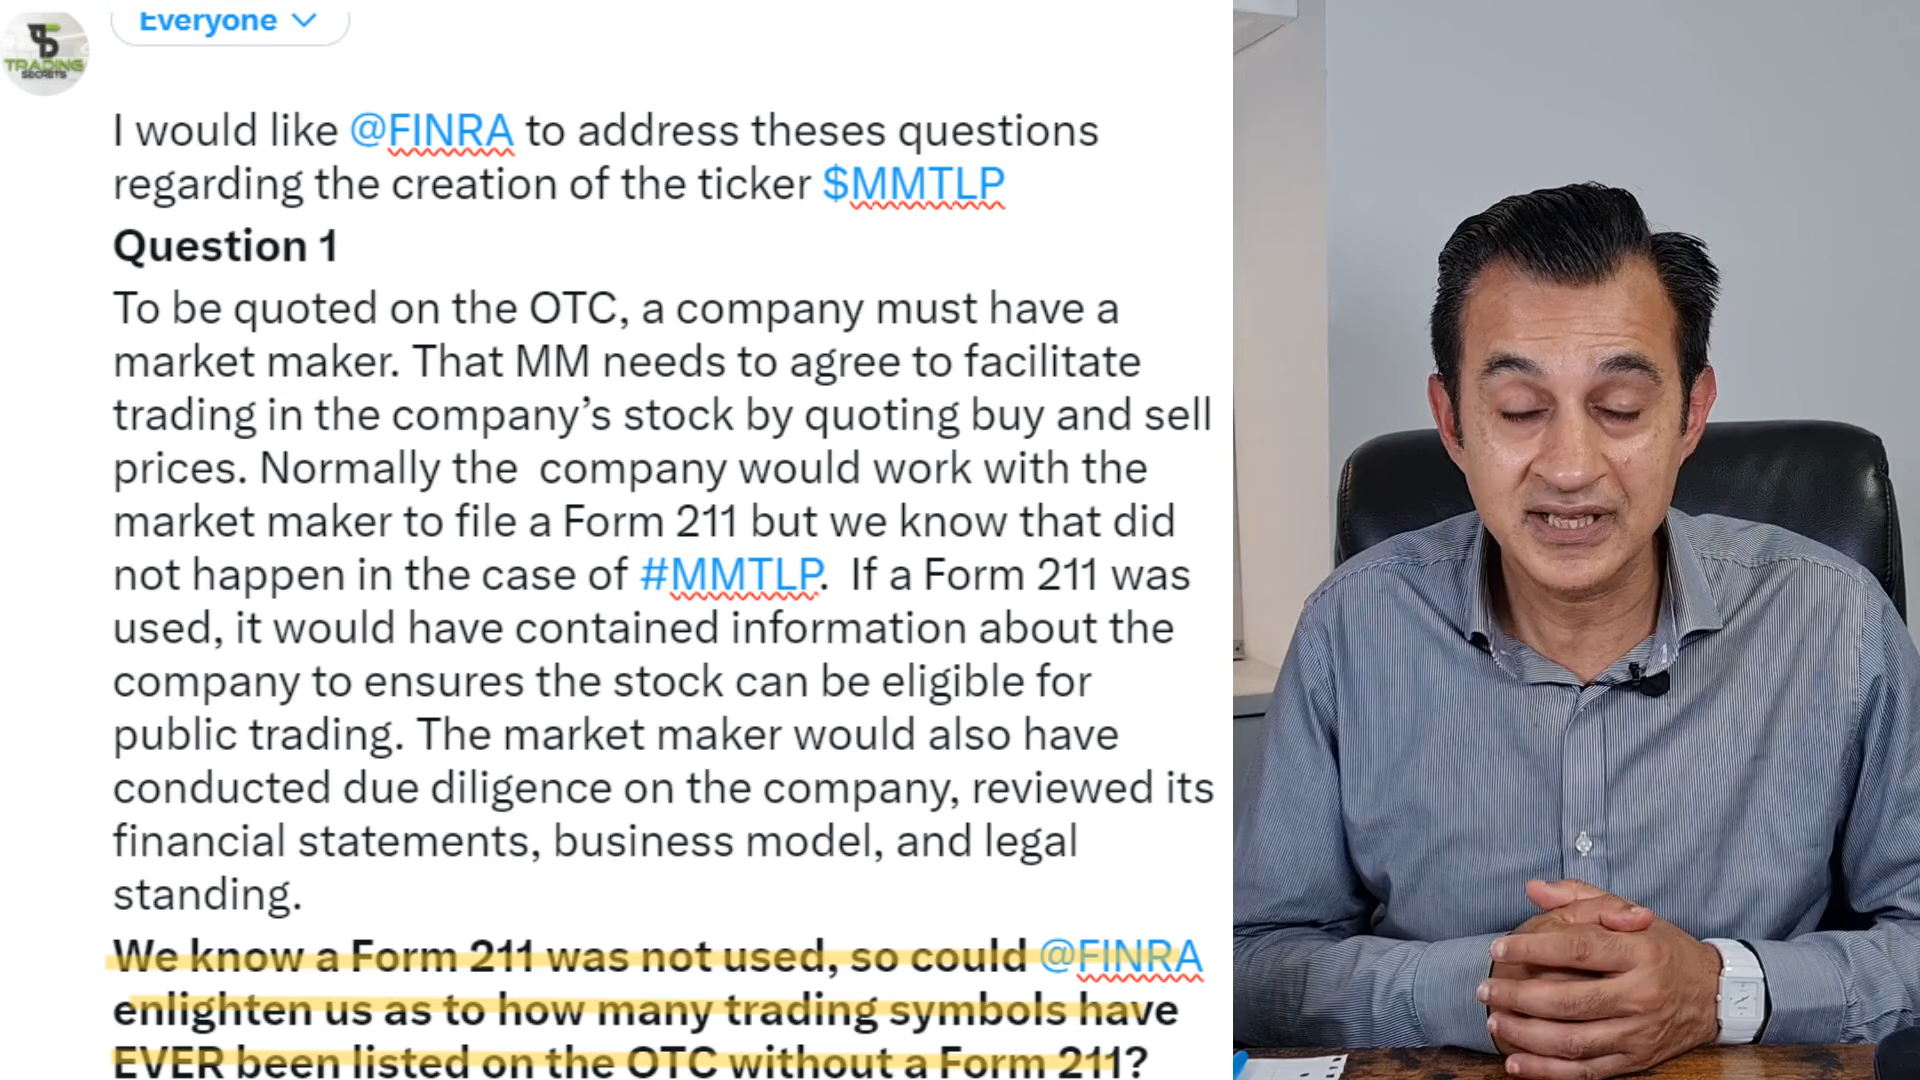 Everyone
TRADING
SECRETS
I would like @FINRA to address theses questions
regarding the creation of the ticker $MMTLP
Question 1
To be quoted on the OTC, a company must have a
market maker. That MM needs to agree to facilitate
trading in the company’s stock by quoting buy and sell
prices. Normally the  company would work with the
market maker to file a Form 211 but we know that did
not happen in the case of #MMTLP.  If a Form 211 was
used, it would have contained information about the
company to ensures the stock can be eligible for
public trading. The market maker would also have
conducted due diligence on the company, reviewed its
financial statements, business model, and legal
standing.
We know a Form 211 was not used, so could @FINRA
enlighten us as to how many trading symbols have
EVER been listed on the OTC without a Form 211?